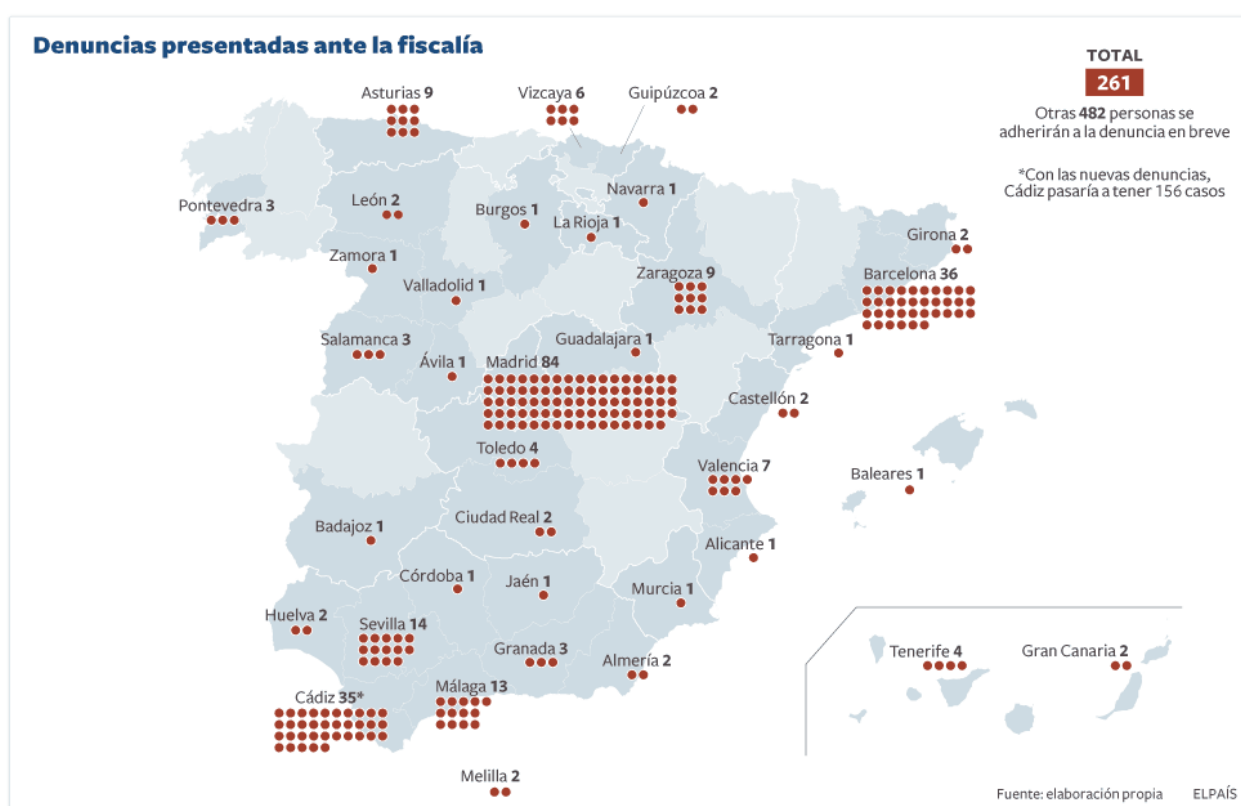 Denuncias presentadas ante la fiscalía
TOTAL
261
Otras 482 personas se
adherirán a la denuncia en breve
*Con las nuevas denuncias,
Cádiz pasaría a tener 156 casos
Asturias 9
Vizcaya 6
Guipúzcoa 2
Pontevedra 3
León 2
Burgos 1
Navarra 1
La Rioja 1
Girona 2
Zamora 1
Valladolid 1
Zaragoza 9
Barcelona 36
Salamanca 3
Ávila 1
Madrid 84
Guadalajara 1
Tarragona 1
Castellón 2
Toledo 4
Valencia 7
Baleares 1
Badajoz 1
Ciudad Real 2
Alicante 1
Córdoba 1
Jaén 1
Murcia 1
Huelva 2
Sevilla 14
Granada 3
Almería 2
Tenerife 4
Gran Canaria 2
Cádiz 35*
Málaga 13
Melilla 2
Fuente: elaboración propia
ELPAÍS